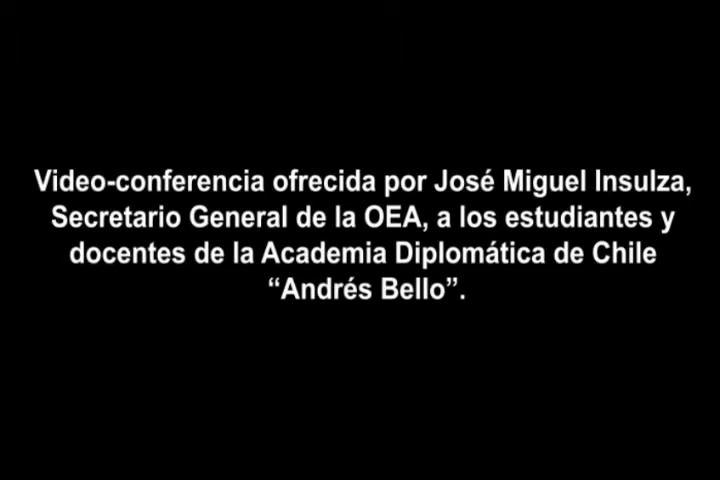 Video-conferencia ofrecida por José Miguel Insulza,
Secretario General de la OEA, a los estudiantes y
docentes de la Academia Diplomática de Chile
“Andrés Bello”.